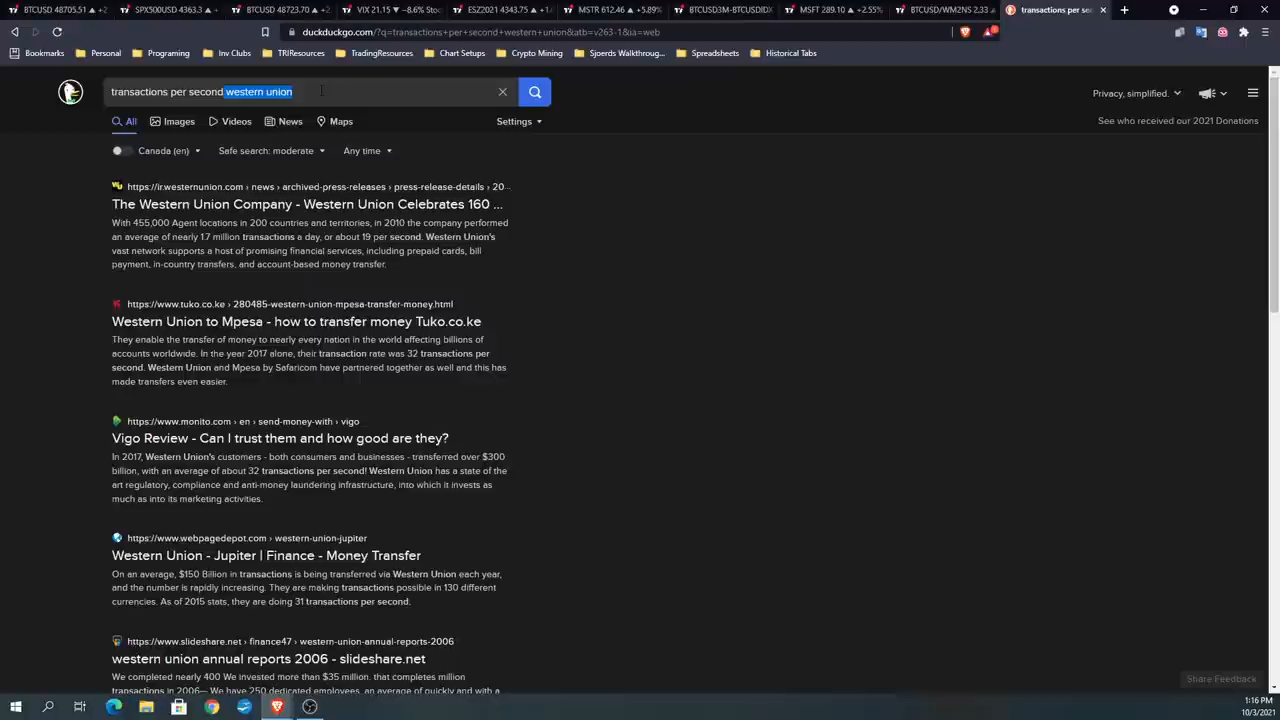 BTCUSD 48705.51 ▲ +2
SPX500USD 4363.3 ▲ +
BTCUSD 48723.70 ▲ +2.
VIX 21.15 ▼ −8.6% Stoc
ESZ2021 4343.75 ▲ +1.
MSTR 612.46 ▲ +5.89%
BTCUSD3M-BTCUSDIDX
MSFT 289.10 ▲ +2.55%
BTCUSD/WM2NS 2.33
transactions per sec
duckduckgo.com/?q=transactions+per+second+western+union&atb=v263-1&ia=web
Bookmarks Personal Programing Inv Clubs TRIResources TradingResources Chart Setups Crypto Mining Sjoerds Walkthroug... Spreadsheets Historical Tabs
transactions per second western union
Privacy, simplified.
All Images Videos News Maps Settings
See who received our 2021 Donations
Canada (en) Safe search: moderate Any time
https://ir.westernunion.com › news › archived-press-releases › press-release-details › 20...
The Western Union Company - Western Union Celebrates 160 ...
With 455,000 Agent locations in 200 countries and territories, in 2010 the company performed
an average of nearly 1.7 million transactions a day, or about 19 per second. Western Union's
vast network supports a host of promising financial services, including prepaid cards, bill
payment, in-country transfers, and account-based money transfer.
https://www.tuko.co.ke › 280485-western-union-mpesa-transfer-money.html
Western Union to Mpesa - how to transfer money Tuko.co.ke
They enable the transfer of money to nearly every nation in the world affecting billions of
accounts worldwide. In the year 2017 alone, their transaction rate was 32 transactions per
second. Western Union and Mpesa by Safaricom have partnered together as well and this has
made transfers even easier.
https://www.monito.com › en › send-money-with › vigo
Vigo Review - Can I trust them and how good are they?
In 2017, Western Union's customers - both consumers and businesses - transferred over $300
billion, with an average of about 32 transactions per second! Western Union has a state of the
art regulatory, compliance and anti-money laundering infrastructure, into which it invests as
much as into its marketing activities.
https://www.webpagedepot.com › western-union-jupiter
Western Union - Jupiter | Finance - Money Transfer
On an average, $150 Billion in transactions is being transferred via Western Union each year,
and the number is rapidly increasing. They are making transactions possible in 130 different
currencies. As of 2015 stats, they are doing 31 transactions per second.
https://www.slideshare.net › finance47 › western-union-annual-reports-2006
western union annual reports 2006 - slideshare.net
We completed nearly 400 We invested more than $35 million. that completes million
transactions in 2006— We have 250 dedicated employees, an average of quickly and with a
Share Feedback
1:16 PM
10/3/2021